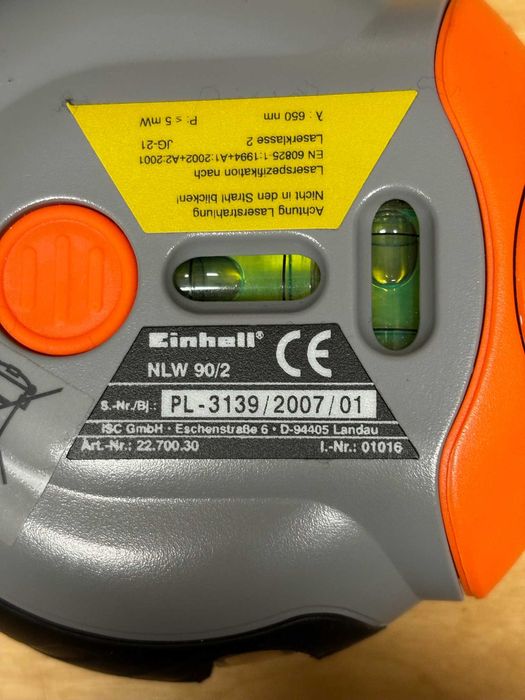 Achtung Laserstrahlung
Nicht in den Strahl blicken!
Laserspezifikation nach
EN 60825-1:1994+A1:2002+A2:2001
Laserklasse 2 JG-21
λ : 650 nm P: ≤ 5 mW
Einhell® CE
NLW 90/2
S.-Nr./Bj.: PL-3139/2007/01
ISC GmbH · Eschenstraße 6 · D-94405 Landau
Art.-Nr.: 22.700.30 I.-Nr.: 01016